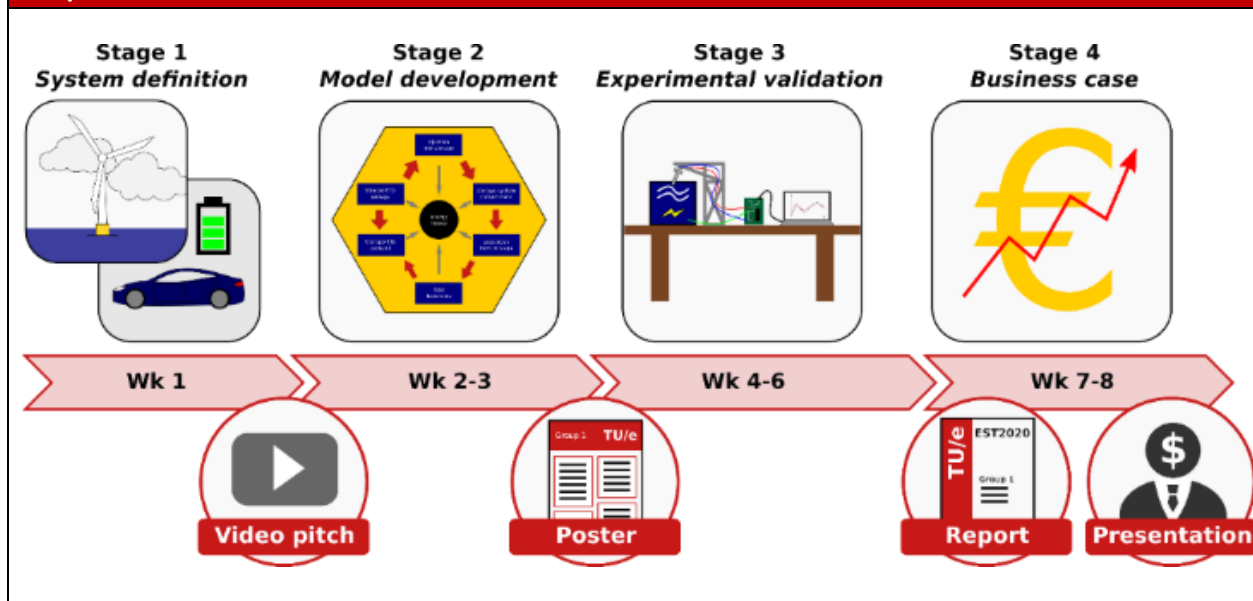 Stage 1
System definition
Stage 2
Model development
Stage 3
Experimental validation
Stage 4
Business case
Wk 1
Wk 2-3
Wk 4-6
Wk 7-8
Video pitch
Group 1 TU/e
Poster
TU/e
EST2020
Group 1
Report
$
Presentation